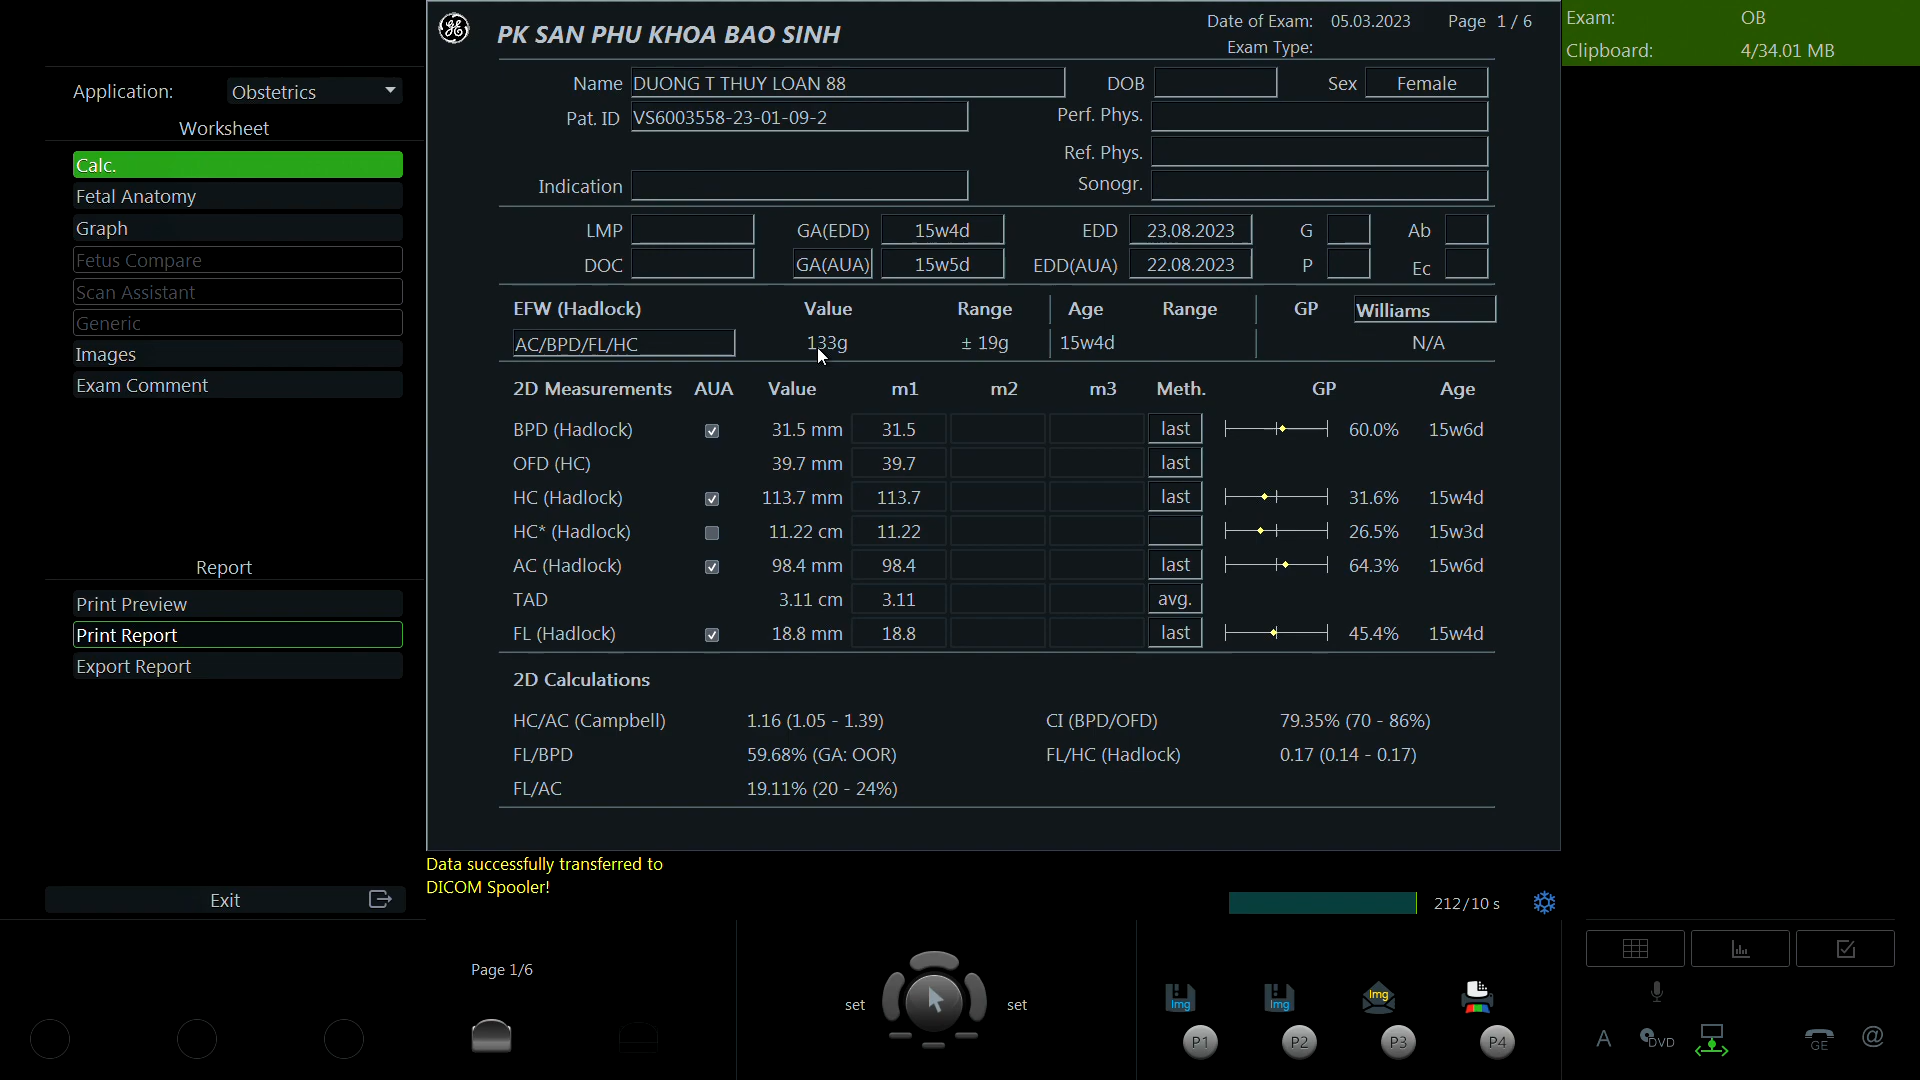 PK SAN PHU KHOA BAO SINH
Date of Exam: 05.03.2023 Page 1 / 6
Exam Type:
Exam: OB
Clipboard: 4/34.01 MB
Application: Obstetrics
Worksheet
Calc.
Fetal Anatomy
Graph
Fetus Compare
Scan Assistant
Generic
Images
Exam Comment
Report
Print Preview
Print Report
Export Report
Exit
Name DUONG T THUY LOAN 88 DOB Sex Female
Pat. ID VS6003558-23-01-09-2 Perf. Phys.
Ref. Phys.
Indication Sonogr.
LMP GA(EDD) 15w4d EDD 23.08.2023 G Ab
DOC GA(AUA) 15w5d EDD(AUA) 22.08.2023 P Ec
EFW (Hadlock) Value Range Age Range GP Williams
AC/BPD/FL/HC 133g ± 19g 15w4d N/A
2D Measurements AUA Value m1 m2 m3 Meth. GP Age
BPD (Hadlock) 31.5 mm 31.5 last 60.0% 15w6d
OFD (HC) 39.7 mm 39.7 last
HC (Hadlock) 113.7 mm 113.7 last 31.6% 15w4d
HC* (Hadlock) 11.22 cm 11.22 26.5% 15w3d
AC (Hadlock) 98.4 mm 98.4 last 64.3% 15w6d
TAD 3.11 cm 3.11 avg.
FL (Hadlock) 18.8 mm 18.8 last 45.4% 15w4d
2D Calculations
HC/AC (Campbell) 1.16 (1.05 - 1.39) CI (BPD/OFD) 79.35% (70 - 86%)
FL/BPD 59.68% (GA: OOR) FL/HC (Hadlock) 0.17 (0.14 - 0.17)
FL/AC 19.11% (20 - 24%)
Data successfully transferred to
DICOM Spooler!
212/10 s
Page 1/6
set set
Img Img Img
P1 P2 P3 P4
A DVD GE @